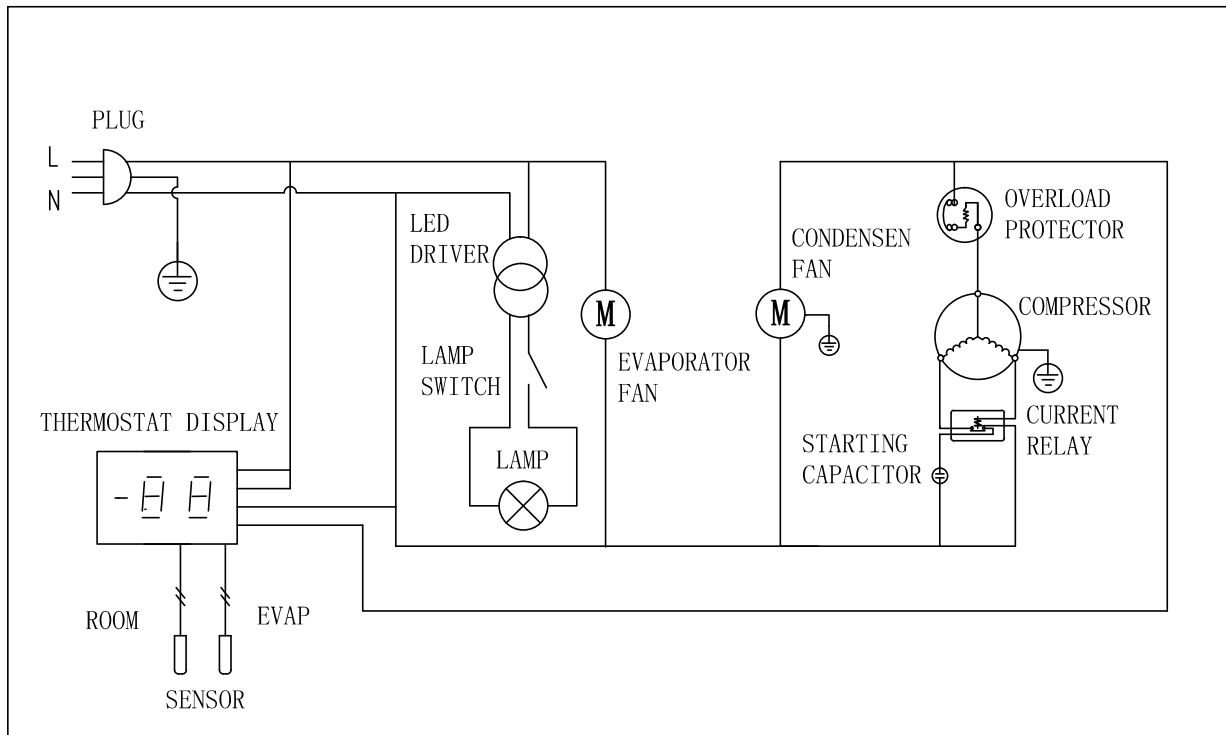 PLUG
L
N
LED
DRIVER
LAMP
SWITCH
LAMP
M
EVAPORATOR
FAN
CONDENSEN
FAN
M
OVERLOAD
PROTECTOR
COMPRESSOR
CURRENT
RELAY
STARTING
CAPACITOR
THERMOSTAT DISPLAY
-88
ROOM
EVAP
SENSOR